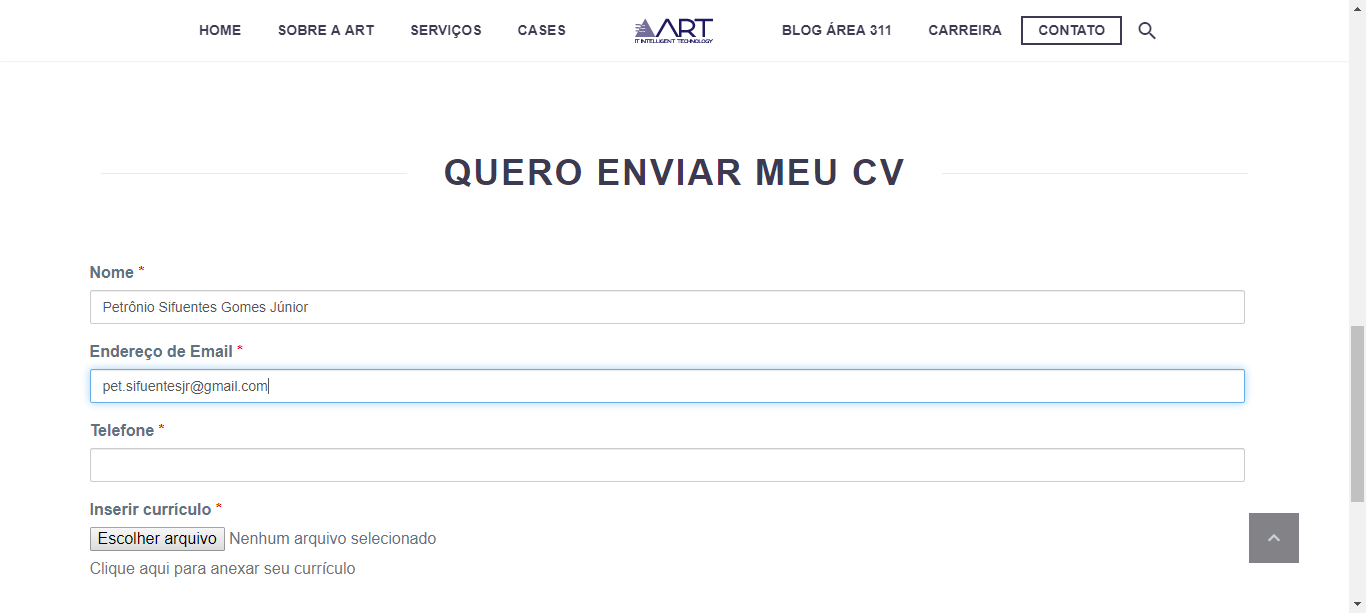 HOME SOBRE A ART SERVIÇOS CASES ART BLOG ÁREA 311 CARREIRA CONTATO
IT INTELLIGENT TECHNOLOGY
QUERO ENVIAR MEU CV
Nome *
Petrônio Sifuentes Gomes Júnior
Endereço de Email *
pet.sifuentesjr@gmail.com
Telefone *
Inserir currículo *
Escolher arquivo Nenhum arquivo selecionado
Clique aqui para anexar seu currículo